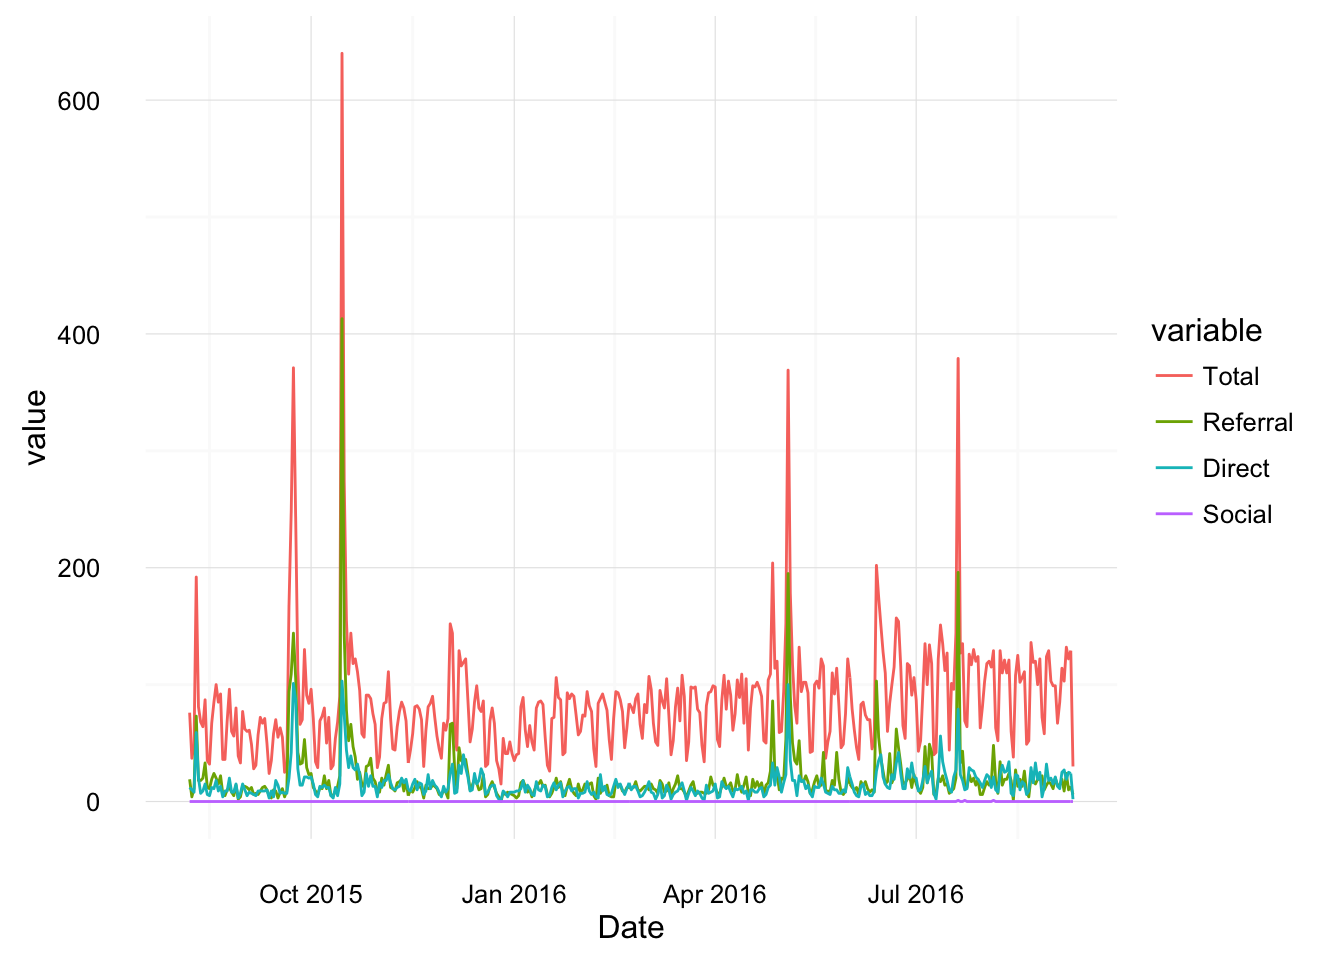 600
400
200
0
value
Oct 2015
Jan 2016
Apr 2016
Jul 2016
Date
variable
Total
Referral
Direct
Social